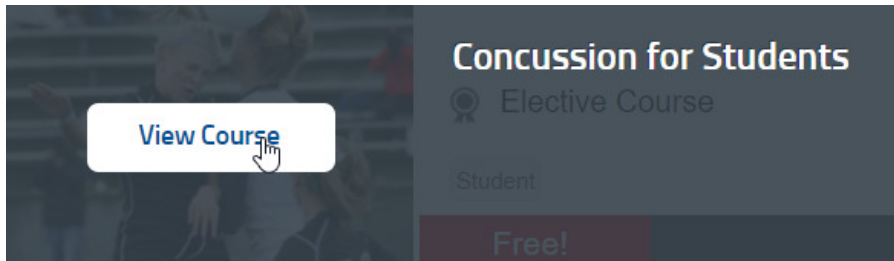 Concussion for Students
Elective Course
View Course
Student
Free!